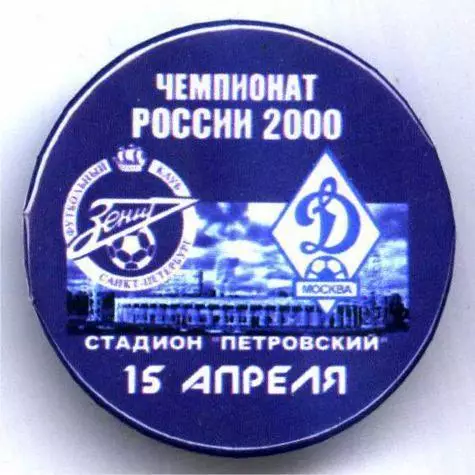 ЧЕМПИОНАТ
РОССИИ 2000
ФУТБОЛЬНЫЙ КЛУБ
Зенит
САНКТ-ПЕТЕРБУРГ
Д
МОСКВА
СТАДИОН "ПЕТРОВСКИЙ"
15 АПРЕЛЯ